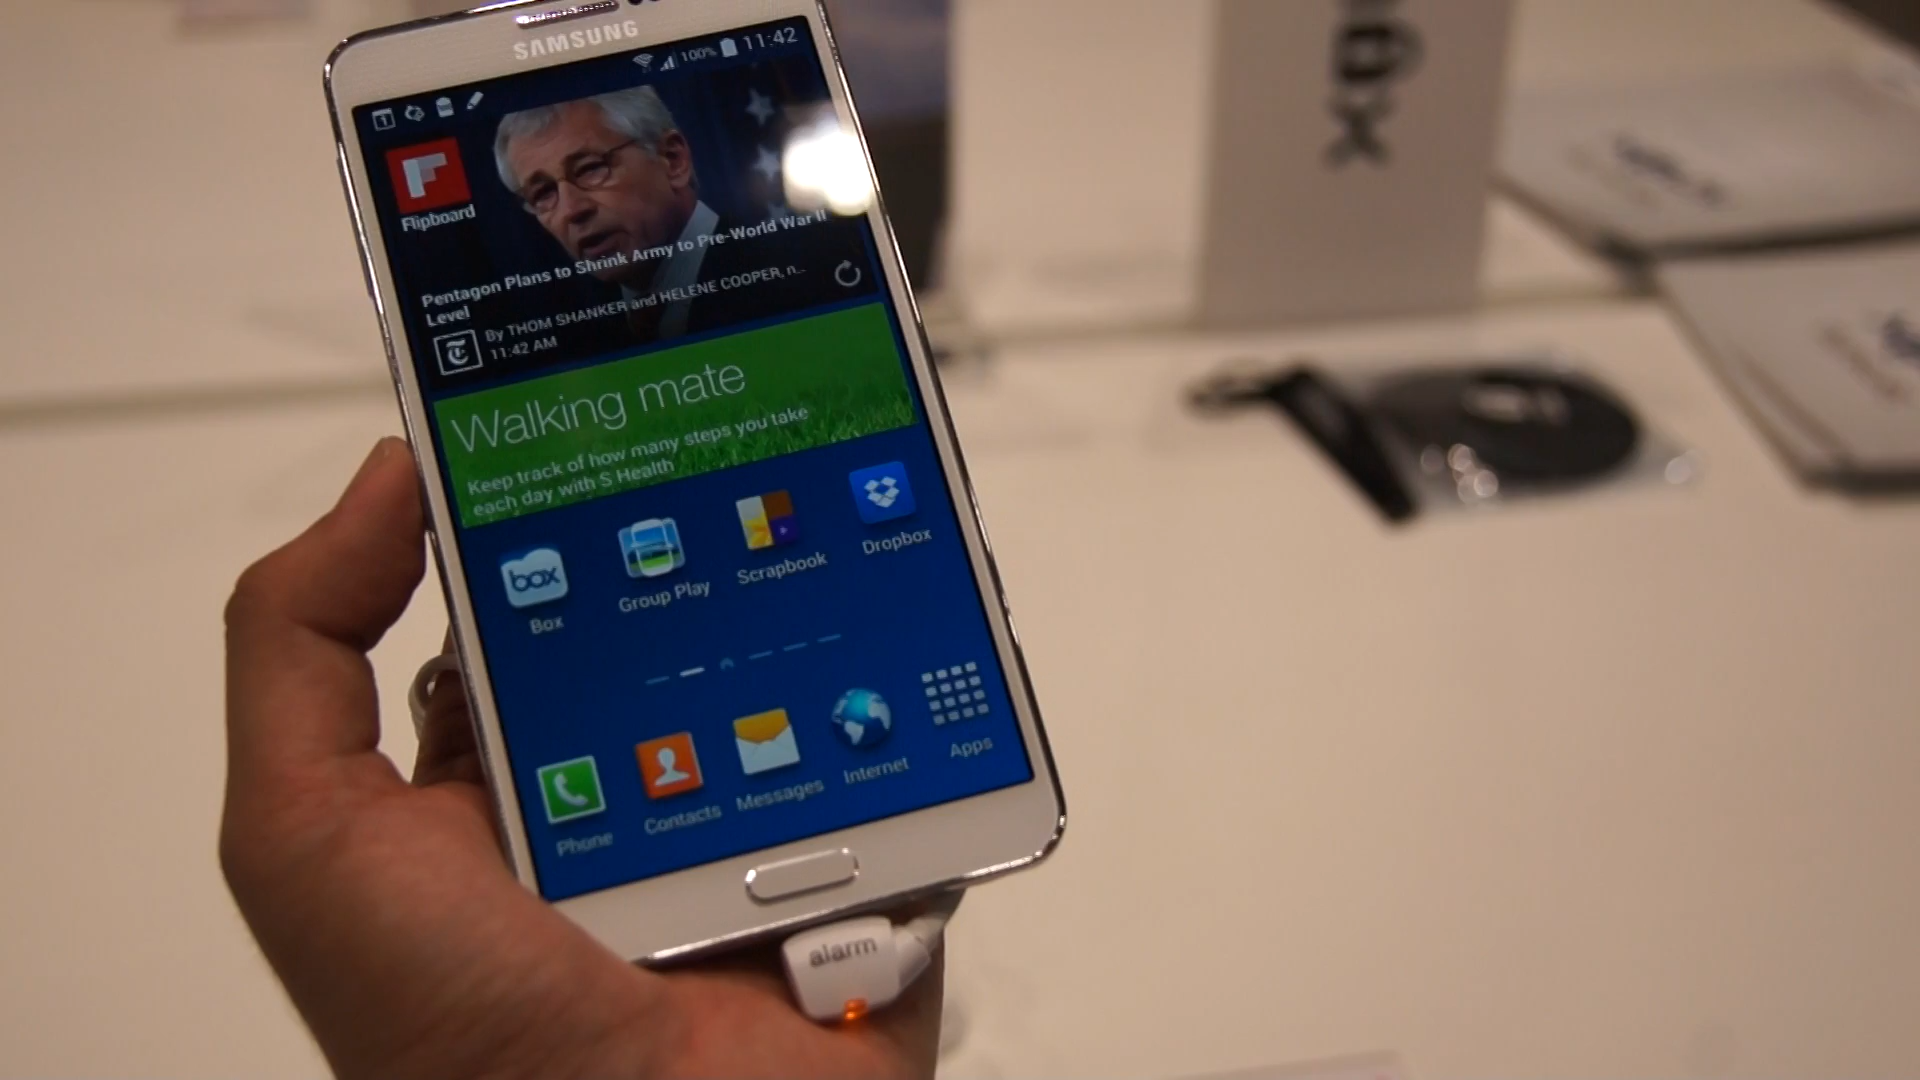 SAMSUNG
100% 11:42
1
Flipboard
Pentagon Plans to Shrink Army to Pre-World War II
Level
By THOM SHANKER and HELENE COOPER, n...
11:42 AM
Walking mate
Keep track of how many steps you take
each day with S Health
box
Box
Group Play
Scrapbook
Dropbox
Phone
Contacts
Messages
Internet
Apps
alarm